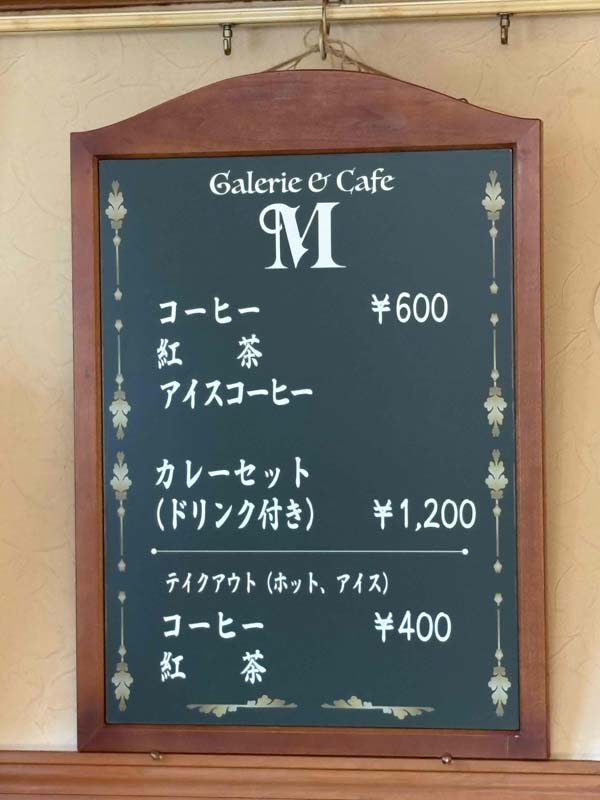 Galerie & Cafe
M
コーヒー ￥600
紅 茶
アイスコーヒー
カレーセット
（ドリンク付き） ￥1,200
テイクアウト（ホット、アイス）
コーヒー ￥400
紅 茶